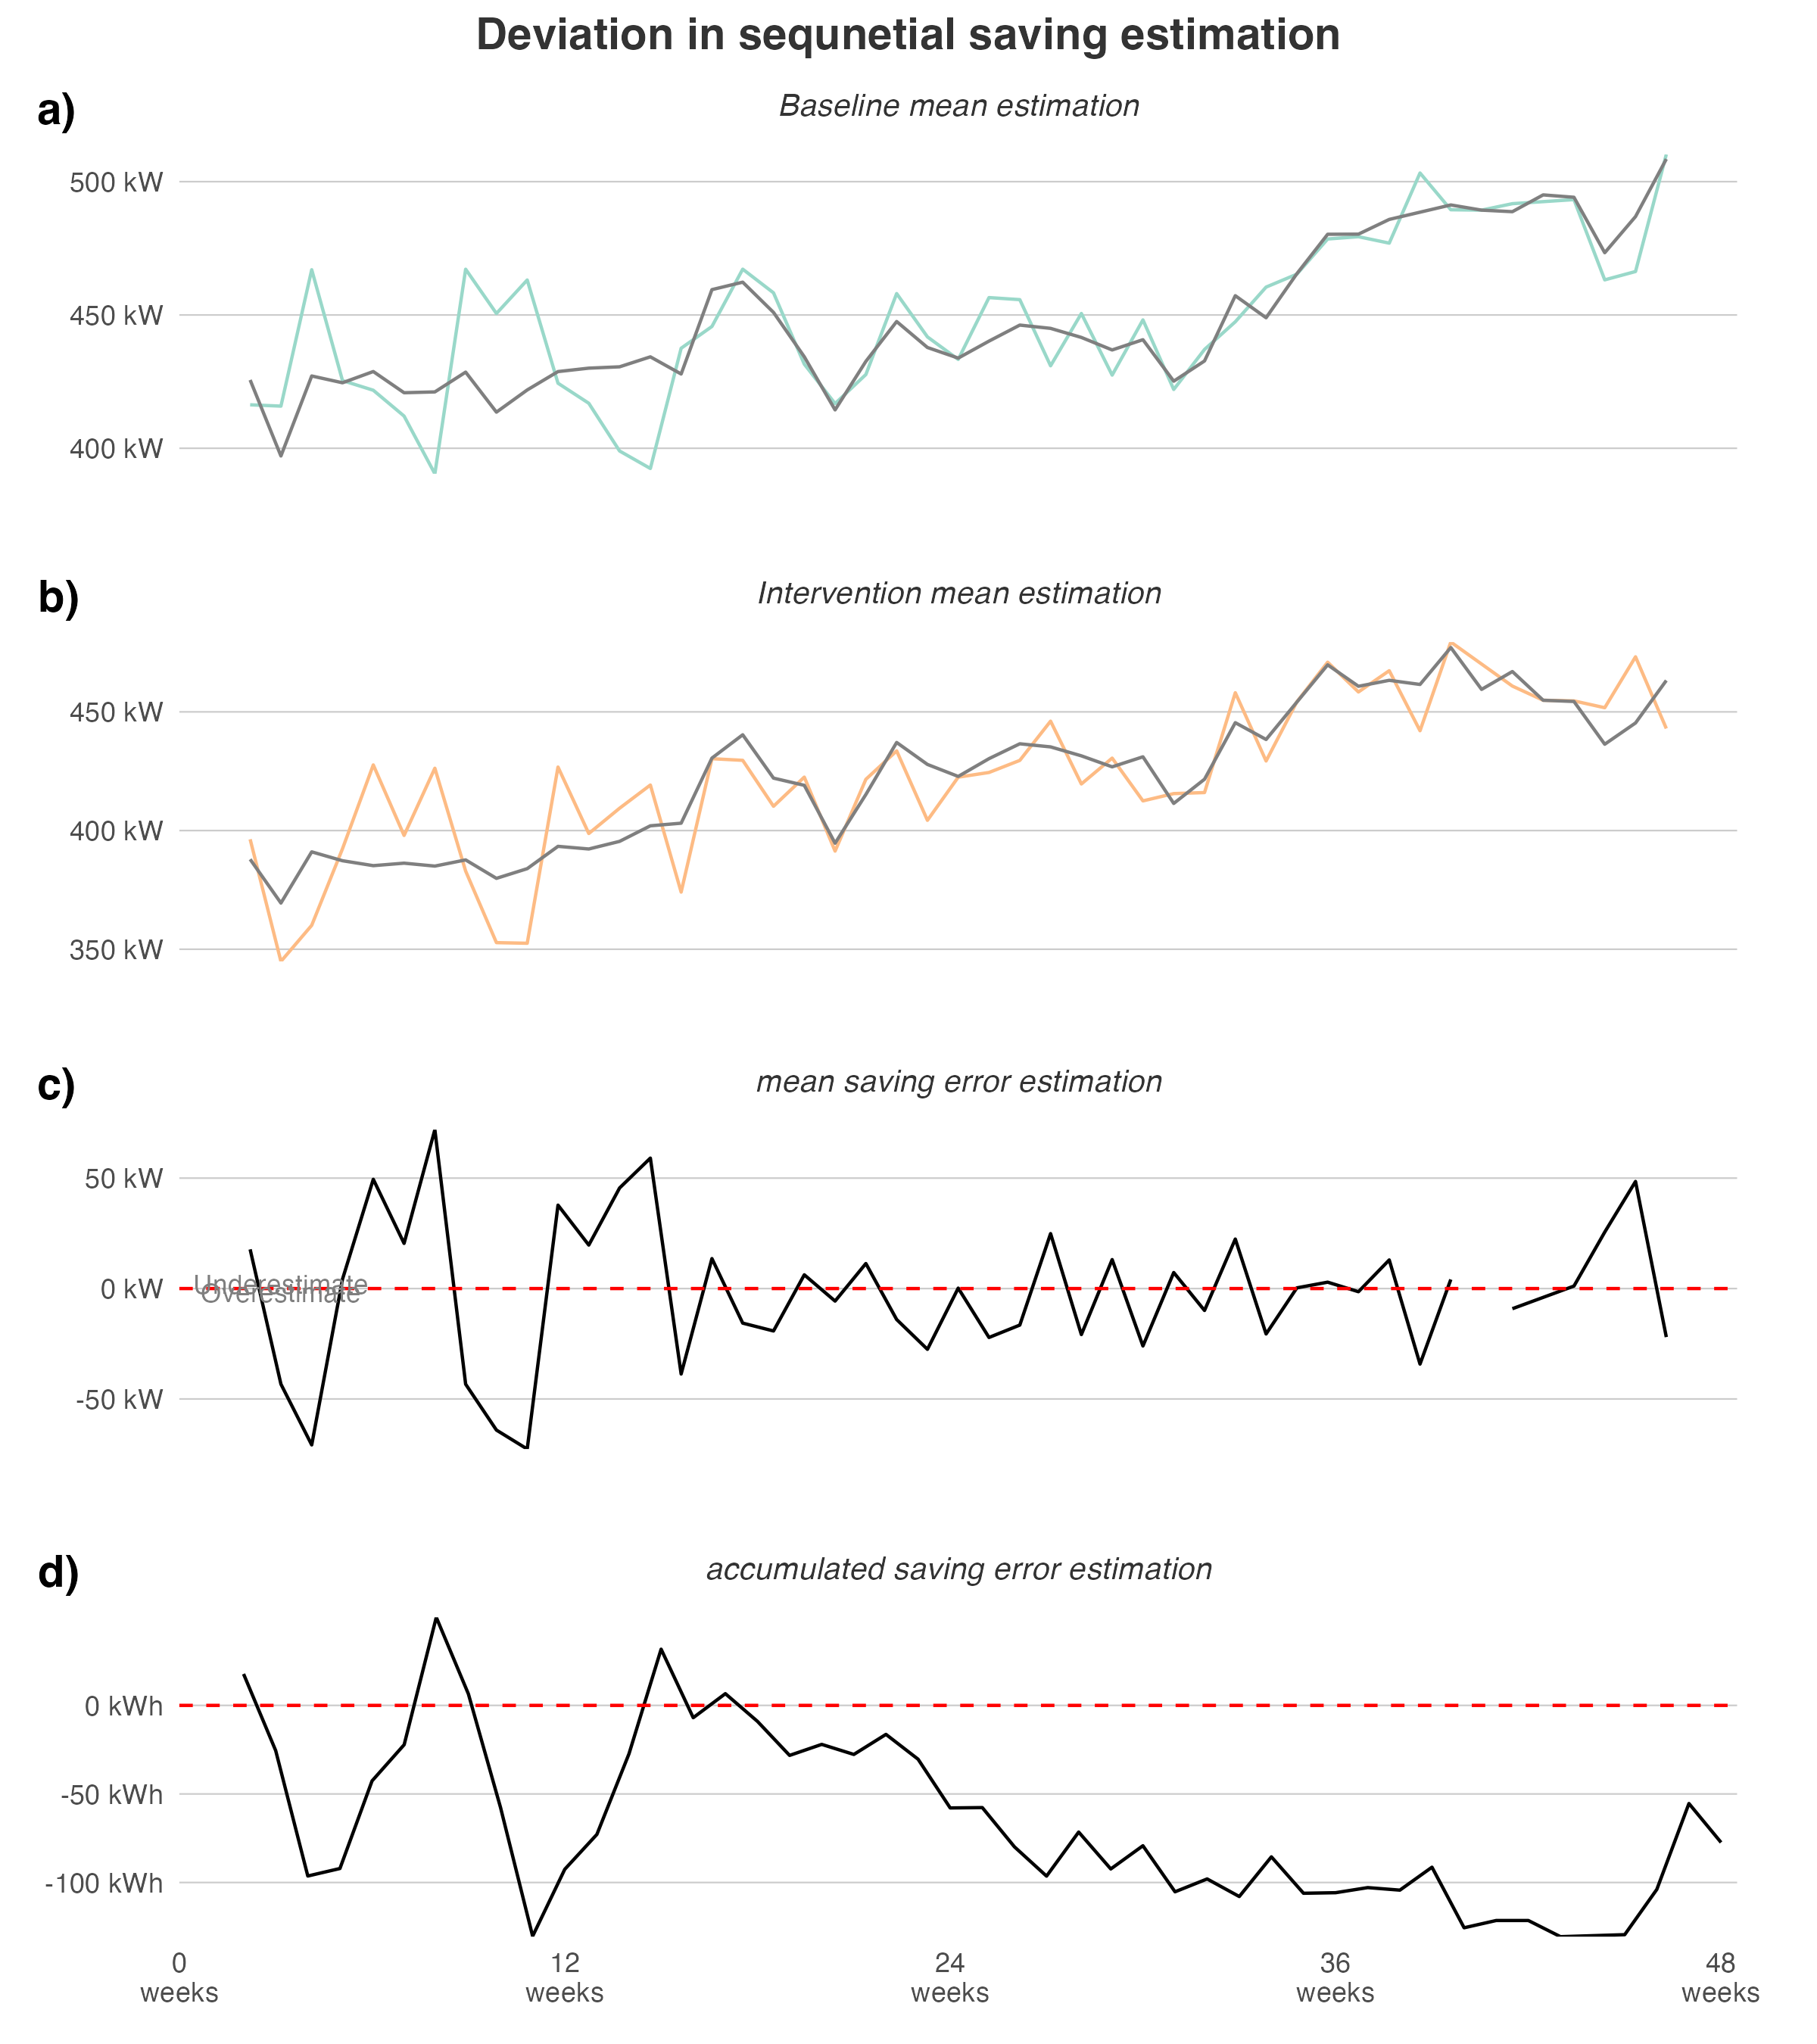 Deviation in sequnetial saving estimation
a)
Baseline mean estimation
500 kW
450 kW
400 kW
b)
Intervention mean estimation
450 kW
400 kW
350 kW
c)
mean saving error estimation
50 kW
Underestimate
0 kW
Overestimate
-50 kW
d)
accumulated saving error estimation
0 kWh
-50 kWh
-100 kWh
0 12 24 36 48
weeks weeks weeks weeks weeks